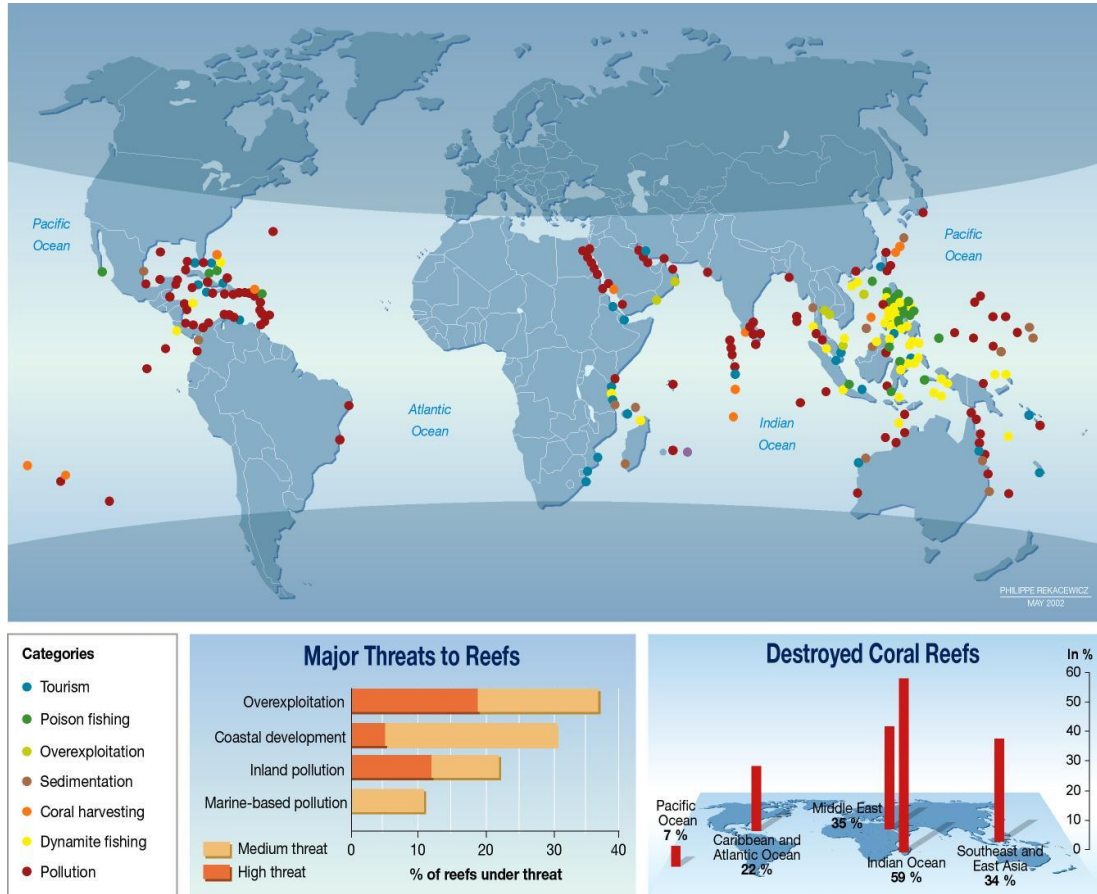 Pacific
Ocean
Pacific
Ocean
Atlantic
Ocean
Indian
Ocean
PHILIPPE REKACEWICZ
MAY 2002
Categories
Tourism
Poison fishing
Overexploitation
Sedimentation
Coral harvesting
Dynamite fishing
Pollution
Major Threats to Reefs
Overexploitation
Coastal development
Inland pollution
Marine-based pollution
0 10 20 30 40
Medium threat
High threat
% of reefs under threat
Destroyed Coral Reefs
In %
60
50
40
30
20
10
0
Pacific
Ocean
7 %
Caribbean and
Atlantic Ocean
22 %
Middle East
35 %
Indian Ocean
59 %
Southeast and
East Asia
34 %